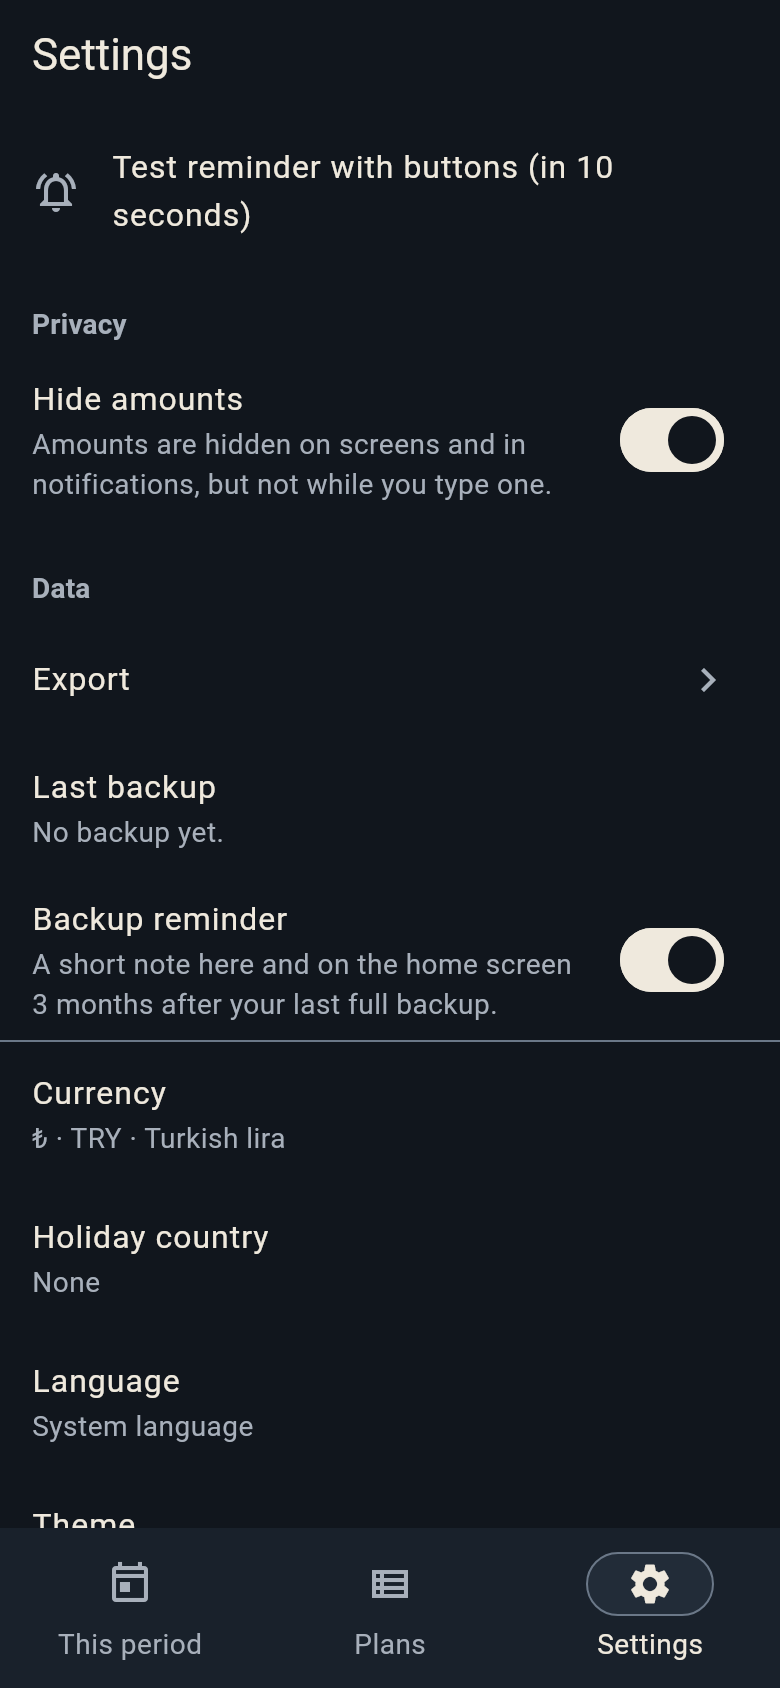 Settings
Test reminder with buttons (in 10
seconds)
Privacy
Hide amounts
Amounts are hidden on screens and in
notifications, but not while you type one.
Data
Export
Last backup
No backup yet.
Backup reminder
A short note here and on the home screen
3 months after your last full backup.
Currency
₺ · TRY · Turkish lira
Holiday country
None
Language
System language
Theme
This period
Plans
Settings